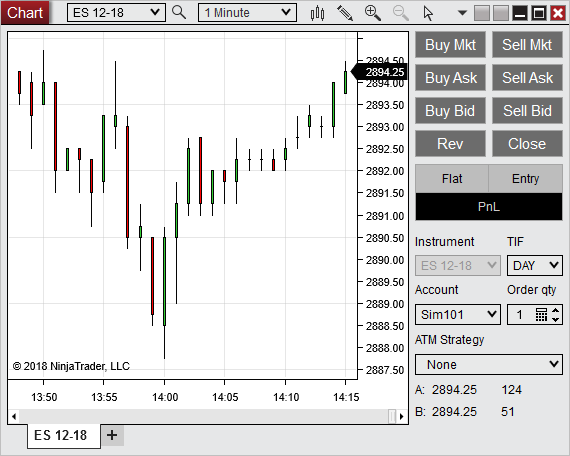 Chart ES 12-18 1 Minute
Buy Mkt Sell Mkt
Buy Ask Sell Ask
Buy Bid Sell Bid
Rev Close
Flat Entry
PnL
Instrument TIF
ES 12-18 DAY
Account Order qty
Sim101 1
ATM Strategy
None
A: 2894.25 124
B: 2894.25 51
2894.50
2894.25
2893.50
2893.00
2892.50
2892.00
2891.50
2891.00
2890.50
2890.00
2889.50
2889.00
2888.50
2888.00
2887.50
© 2018 NinjaTrader, LLC
13:50 13:55 14:00 14:05 14:10 14:15
ES 12-18 +